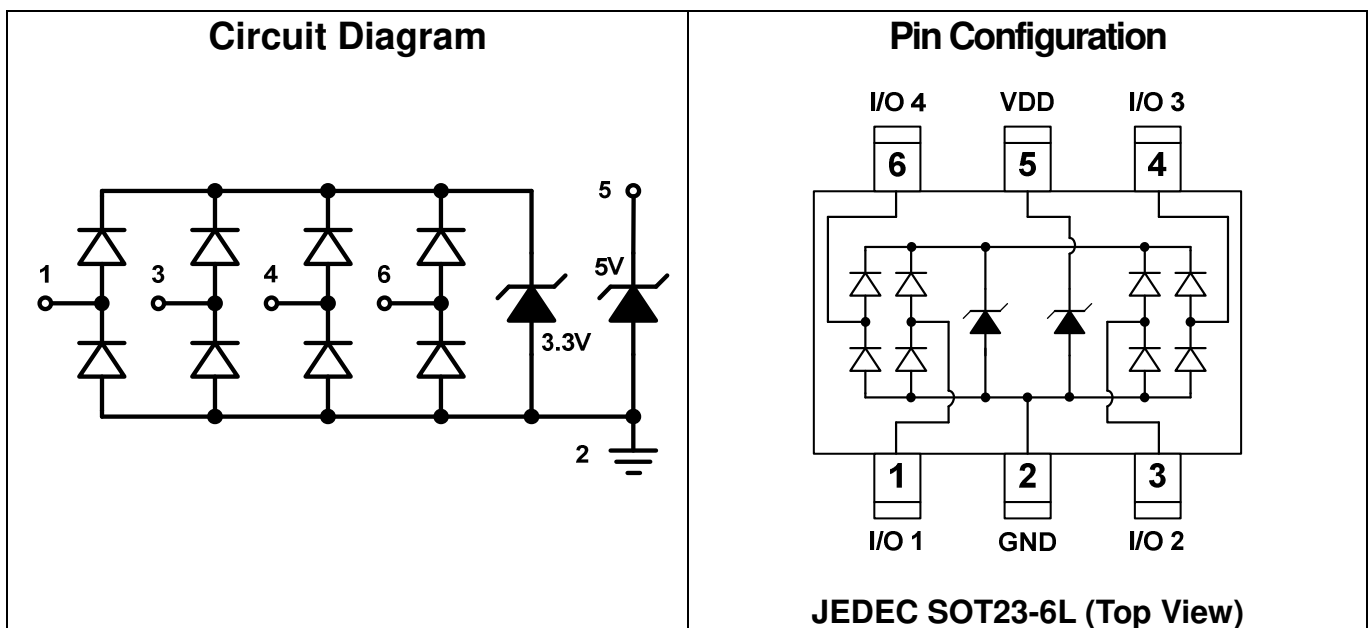 Circuit Diagram
5
5V
1
3
4
6
3.3V
2
Pin Configuration
I/O 4 VDD I/O 3
6 5 4
1 2 3
I/O 1 GND I/O 2
JEDEC SOT23-6L (Top View)